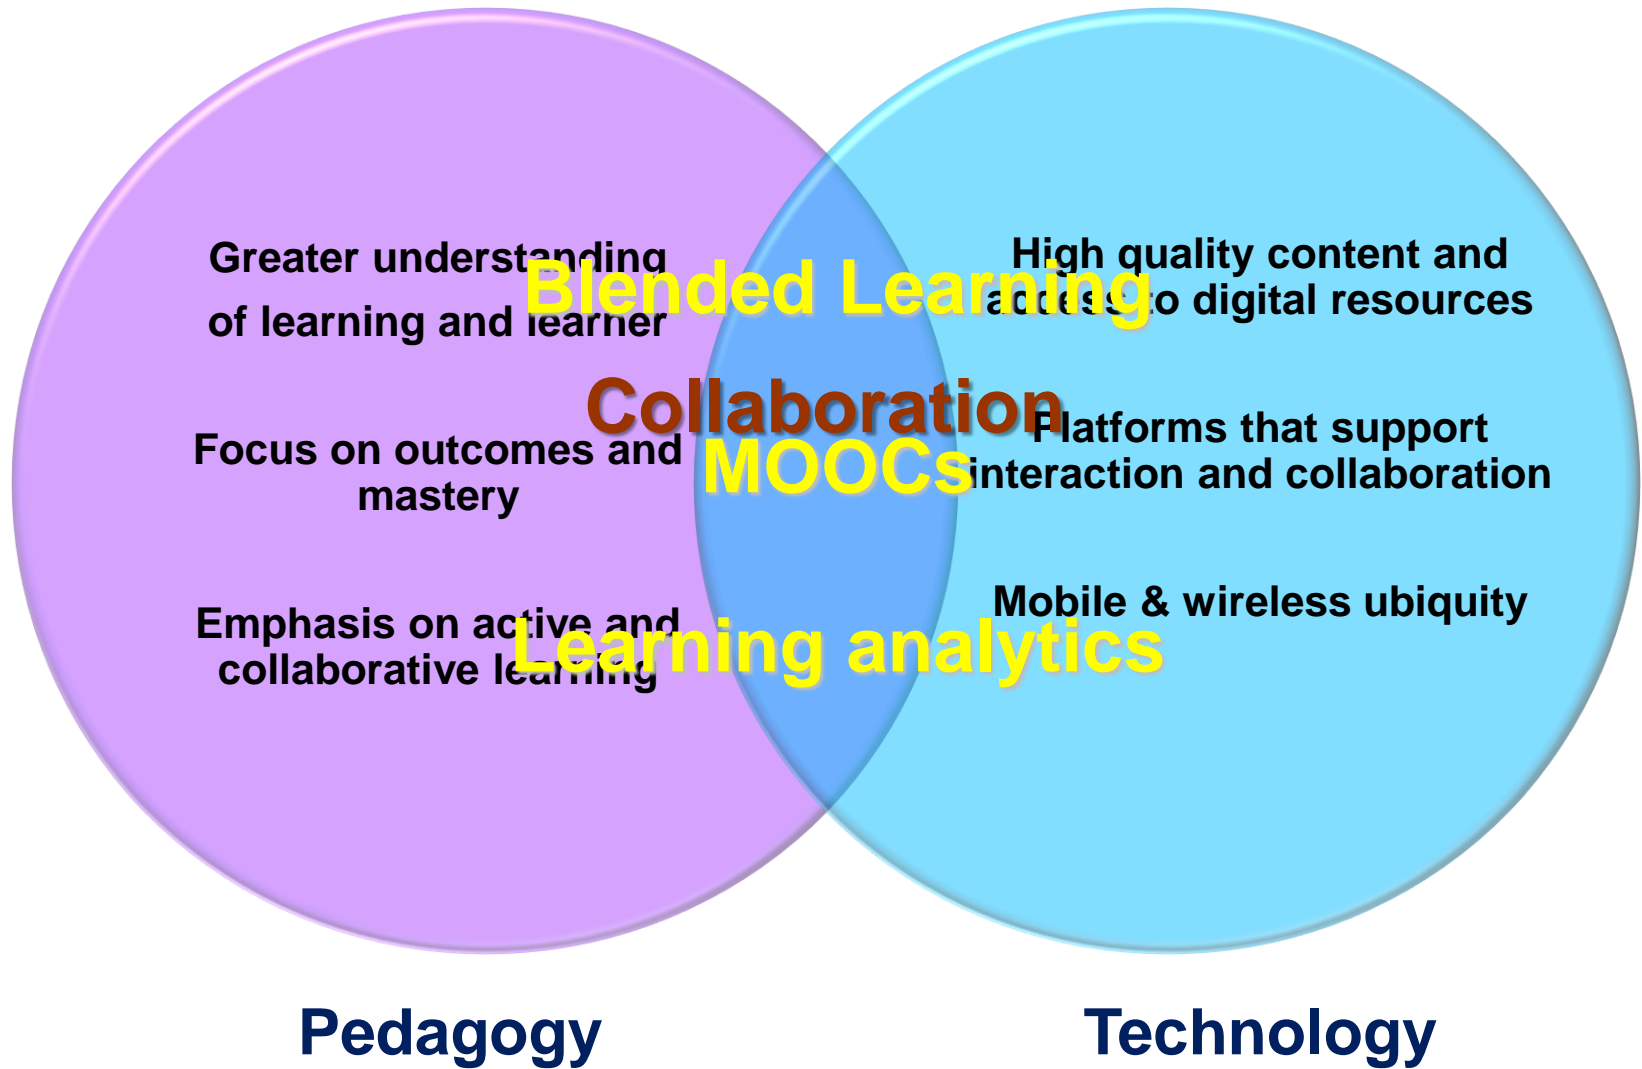 Greater understanding
of learning and learner
Focus on outcomes and
mastery
Emphasis on active and
collaborative learning
Blended Learning
Collaboration
MOOCs
Learning analytics
High quality content and
access to digital resources
Platforms that support
interaction and collaboration
Mobile & wireless ubiquity
Pedagogy
Technology